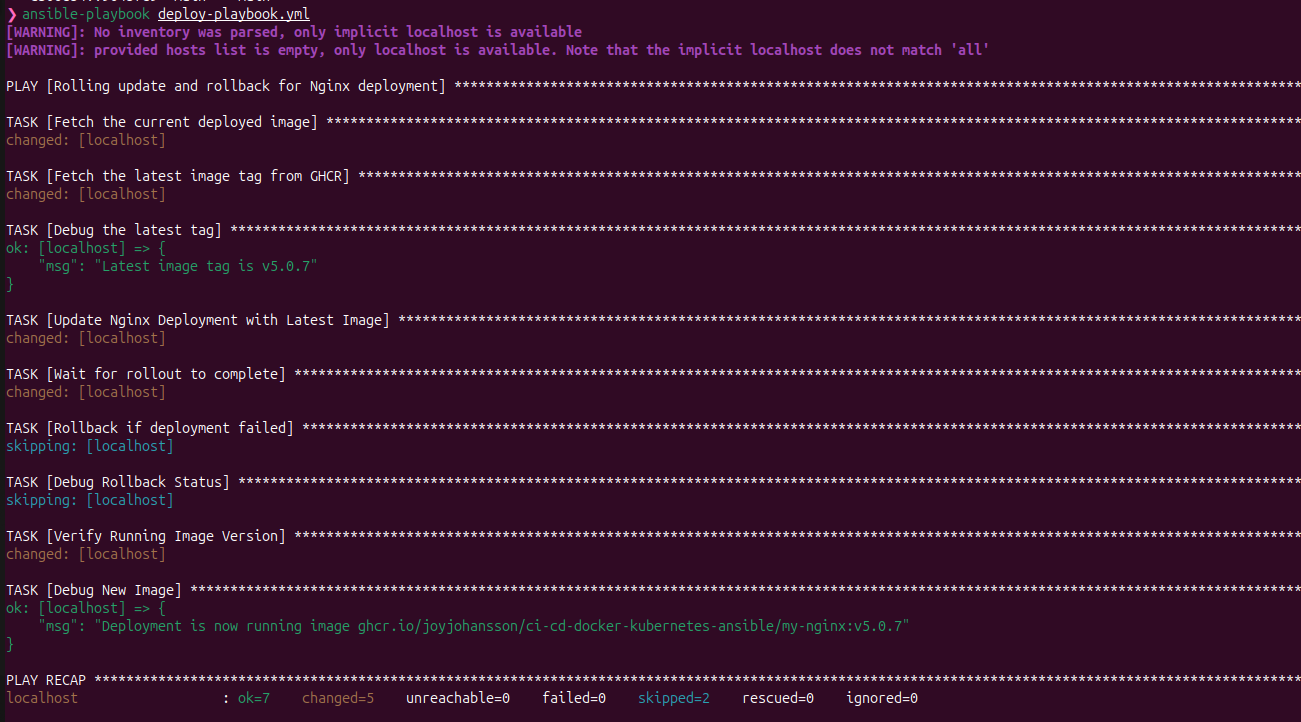 ❯ ansible-playbook deploy-playbook.yml
[WARNING]: No inventory was parsed, only implicit localhost is available
[WARNING]: provided hosts list is empty, only localhost is available. Note that the implicit localhost does not match 'all'
PLAY [Rolling update and rollback for Nginx deployment] **********************************************************************************************************
TASK [Fetch the current deployed image] **************************************************************************************************************************
changed: [localhost]
TASK [Fetch the latest image tag from GHCR] **********************************************************************************************************************
changed: [localhost]
TASK [Debug the latest tag] **************************************************************************************************************************************
ok: [localhost] => {
    "msg": "Latest image tag is v5.0.7"
}
TASK [Update Nginx Deployment with Latest Image] *****************************************************************************************************************
changed: [localhost]
TASK [Wait for rollout to complete] ******************************************************************************************************************************
changed: [localhost]
TASK [Rollback if deployment failed] *****************************************************************************************************************************
skipping: [localhost]
TASK [Debug Rollback Status] *************************************************************************************************************************************
skipping: [localhost]
TASK [Verify Running Image Version] ******************************************************************************************************************************
changed: [localhost]
TASK [Debug New Image] *******************************************************************************************************************************************
ok: [localhost] => {
    "msg": "Deployment is now running image ghcr.io/joyjohansson/ci-cd-docker-kubernetes-ansible/my-nginx:v5.0.7"
}
PLAY RECAP *******************************************************************************************************************************************************
localhost                  : ok=7    changed=5    unreachable=0    failed=0    skipped=2    rescued=0    ignored=0